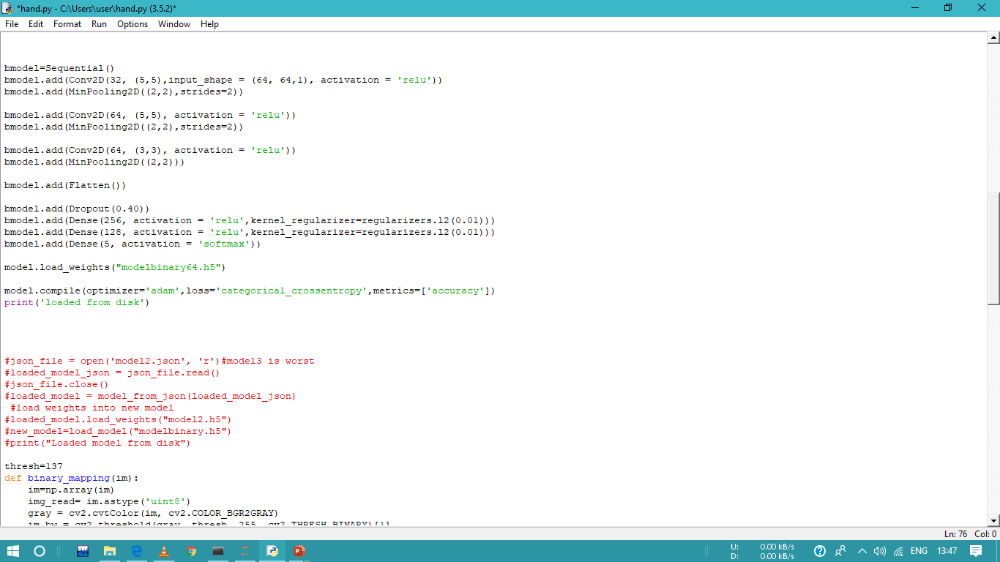 *hand.py - C:\Users\user\hand.py (3.5.2)*
File Edit Format Run Options Window Help
bmodel=Sequential()
bmodel.add(Conv2D(32, (5,5),input_shape = (64, 64,1), activation = 'relu'))
bmodel.add(MinPooling2D((2,2),strides=2))
bmodel.add(Conv2D(64, (5,5), activation = 'relu'))
bmodel.add(MinPooling2D((2,2),strides=2))
bmodel.add(Conv2D(64, (3,3), activation = 'relu'))
bmodel.add(MinPooling2D((2,2)))
bmodel.add(Flatten())
bmodel.add(Dropout(0.40))
bmodel.add(Dense(256, activation = 'relu',kernel_regularizer=regularizers.l2(0.01)))
bmodel.add(Dense(128, activation = 'relu',kernel_regularizer=regularizers.l2(0.01)))
bmodel.add(Dense(5, activation = 'softmax'))
model.load_weights("modelbinary64.h5")
model.compile(optimizer='adam',loss='categorical_crossentropy',metrics=['accuracy'])
print('loaded from disk')
#json_file = open('model2.json', 'r')#model3 is worst
#loaded_model_json = json_file.read()
#json_file.close()
#loaded_model = model_from_json(loaded_model_json)
#load weights into new model
#loaded_model.load_weights("model2.h5")
#new_model=load_model("modelbinary.h5")
#print("Loaded model from disk")
thresh=137
def binary_mapping(im):
im=np.array(im)
img_read= im.astype('uint8')
gray = cv2.cvtColor(im, cv2.COLOR_BGR2GRAY)
im_bw = cv2.threshold(gray, thresh, 255, cv2.THRESH_BINARY)[1]
Ln: 76 Col: 0
U: 0.00 kB/s
D: 0.00 kB/s
ENG 13:47